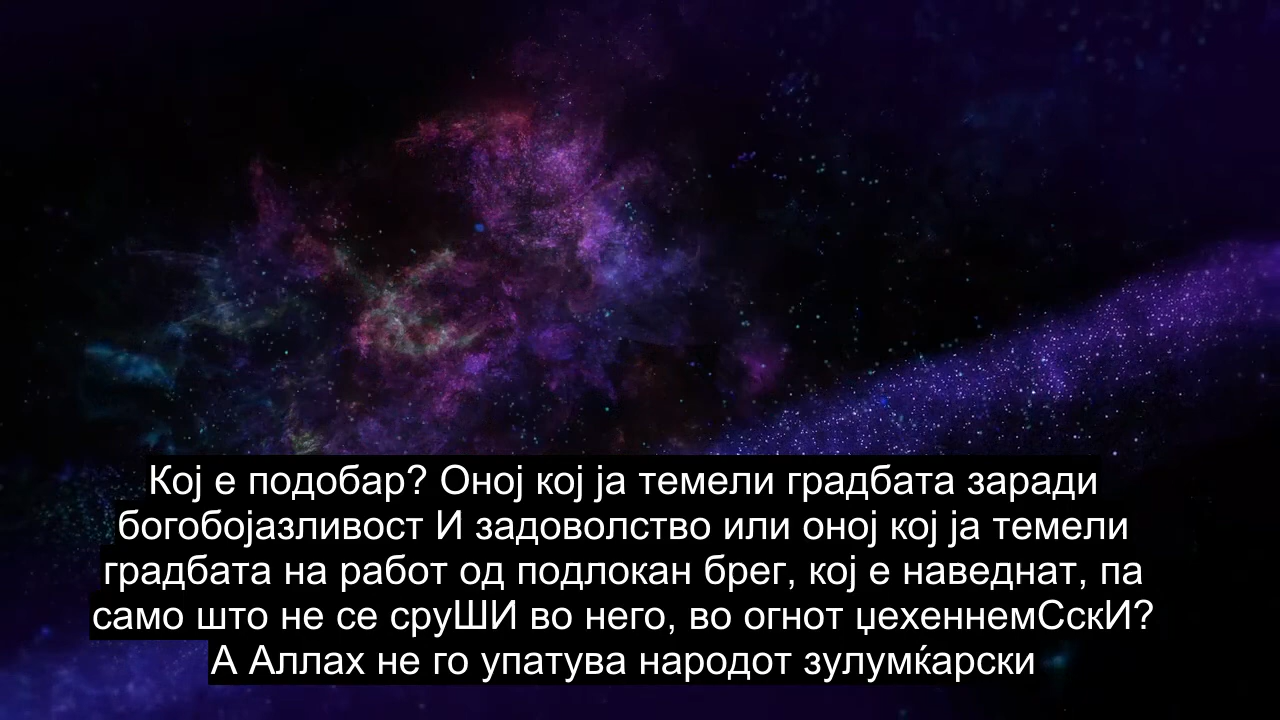 Кој е подобар? Оној кој ја темели градбата заради
богобојазливост И задоволство или оној кој ја темели
градбата на работ од подлокан брег, кој е наведнат, па
само што не се сруШИ во него, во огнот џехеннемСскИ?
А Аллах не го упатува народот зулумќарски